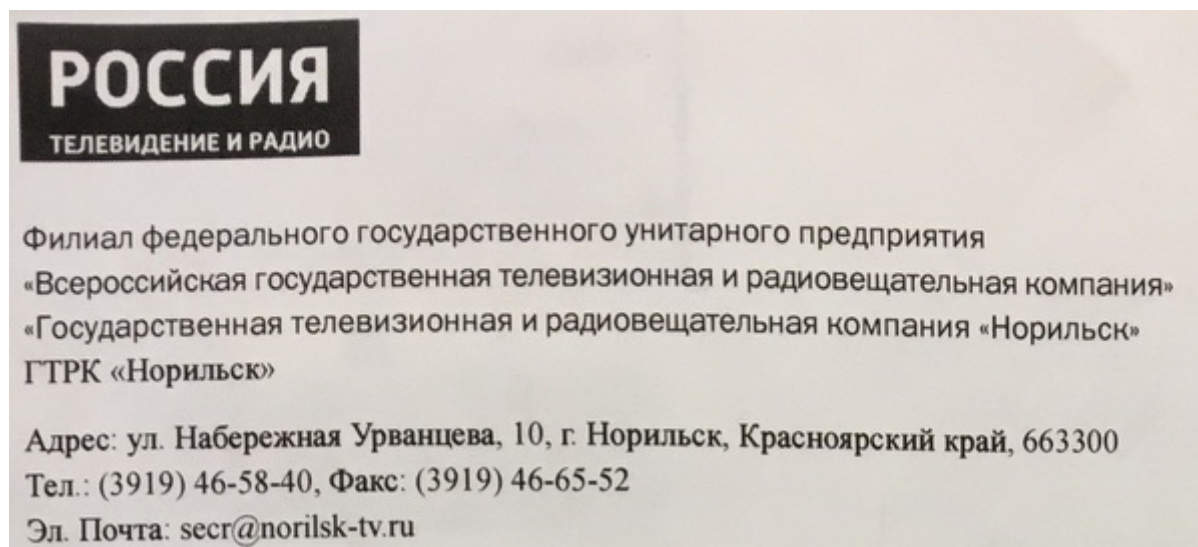 РОССИЯ
ТЕЛЕВИДЕНИЕ И РАДИО
Филиал федерального государственного унитарного предприятия
«Всероссийская государственная телевизионная и радиовещательная компания»
«Государственная телевизионная и радиовещательная компания «Норильск»
ГТРК «Норильск»
Адрес: ул. Набережная Урванцева, 10, г. Норильск, Красноярский край, 663300
Тел.: (3919) 46-58-40, Факс: (3919) 46-65-52
Эл. Почта: secr@norilsk-tv.ru